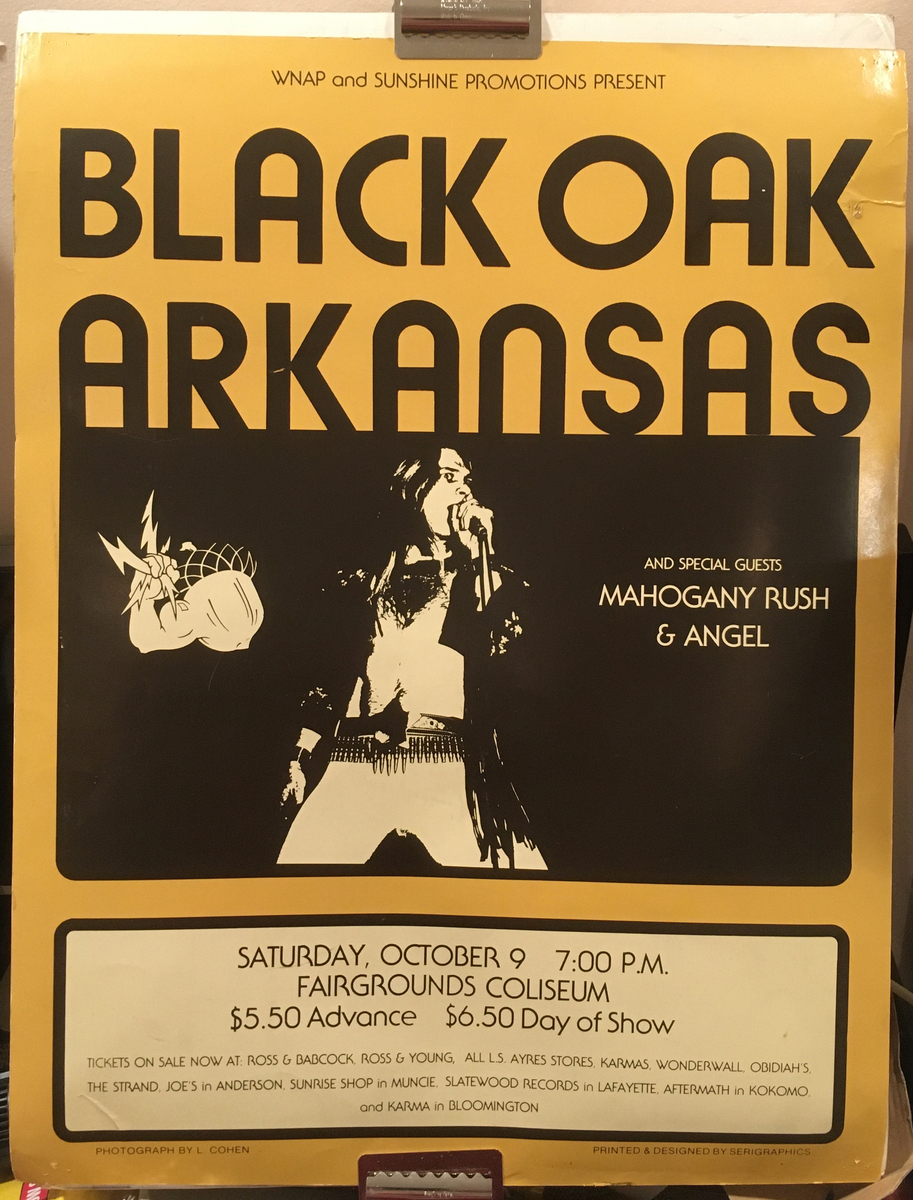 WNAP and SUNSHINE PROMOTIONS PRESENT
BLACK OAK
ARKANSAS
AND SPECIAL GUESTS
MAHOGANY RUSH
& ANGEL
SATURDAY, OCTOBER 9 7:00 P.M.
FAIRGROUNDS COLISEUM
$5.50 Advance $6.50 Day of Show
TICKETS ON SALE NOW AT: ROSS & BABCOCK, ROSS & YOUNG, ALL L.S. AYRES STORES, KARMAS, WONDERWALL, OBIDIAH'S,
THE STRAND, JOE'S in ANDERSON, SUNRISE SHOP in MUNCIE, SLATEWOOD RECORDS in LAFAYETTE, AFTERMATH in KOKOMO,
and KARMA in BLOOMINGTON
PHOTOGRAPH BY L. COHEN
PRINTED & DESIGNED BY SERIGRAPHICS